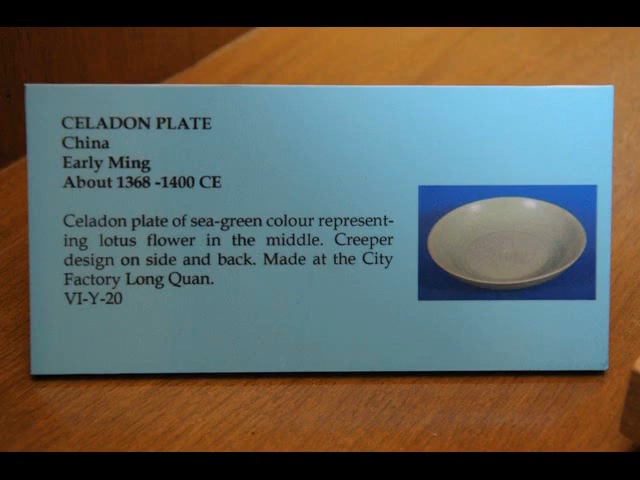 CELADON PLATE
China
Early Ming
About 1368 -1400 CE
Celadon plate of sea-green colour represent-
ing lotus flower in the middle. Creeper
design on side and back. Made at the City
Factory Long Quan.
VI-Y-20